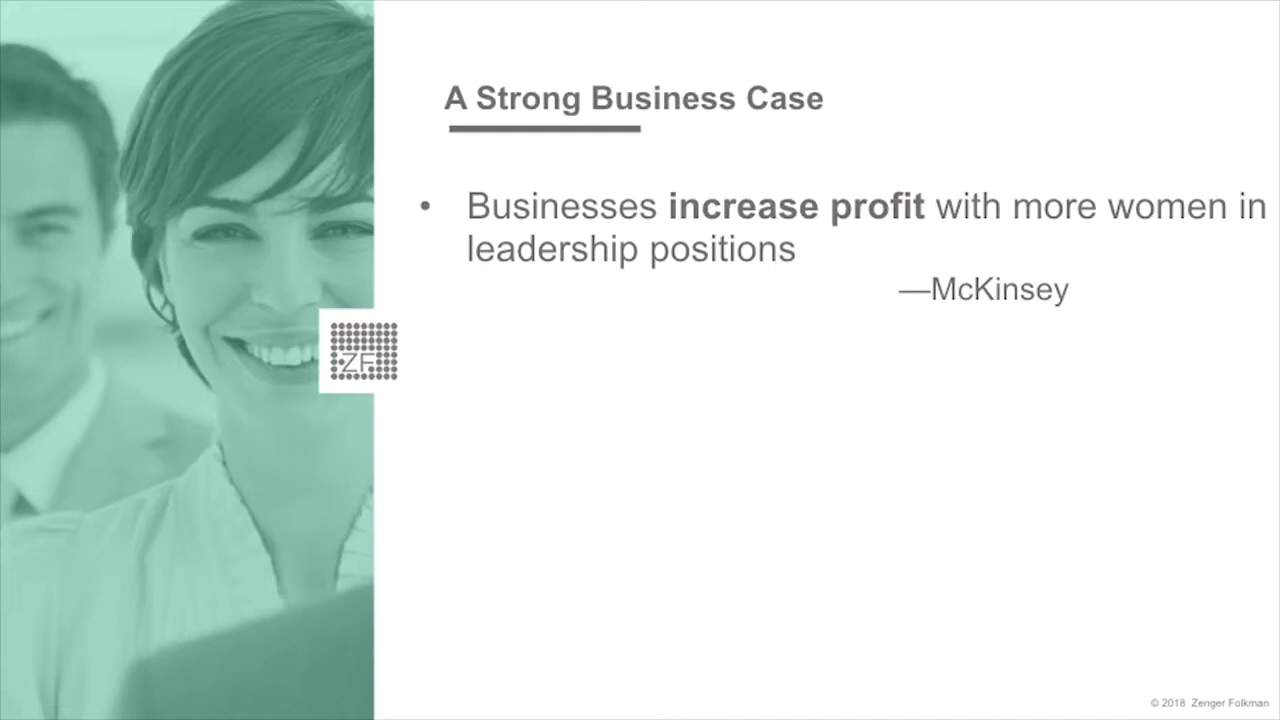 A Strong Business Case
• Businesses increase profit with more women in
leadership positions
—McKinsey
ZF
© 2018 Zenger Folkman